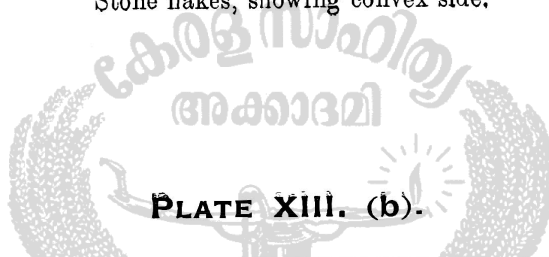 Stone flakes, showing convex side.
കേരള സാഹിത്യ
അക്കാദമി
PLATE XIII. (b).